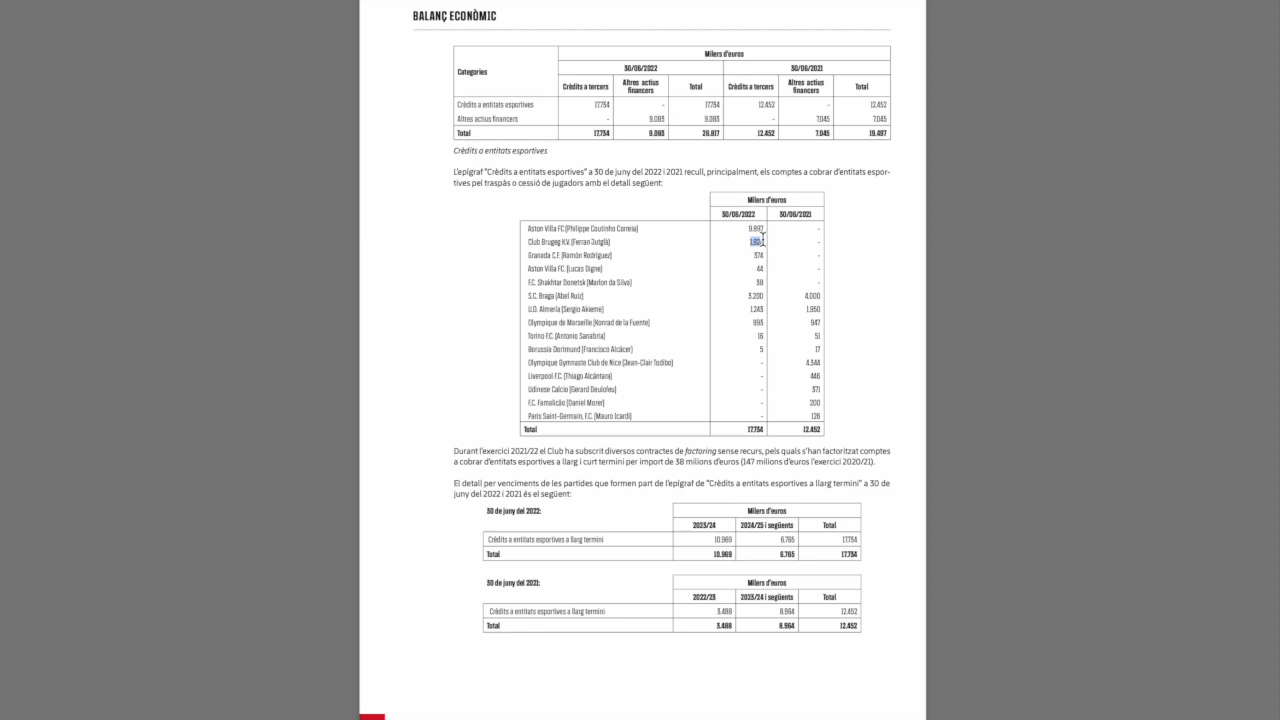 BALANÇ ECONÒMIC
Categories
Milers d'euros
30/06/2022 30/06/2021
Crèdits a tercers Altres actius financers Total Crèdits a tercers Altres actius financers Total
Crèdits a entitats esportives 17.734 - 17.734 12.452 - 12.452
Altres actius financers - 9.083 9.083 - 7.045 7.045
Total 17.734 9.083 26.817 12.452 7.045 19.497
Crèdits a entitats esportives
L'epígraf "Crèdits a entitats esportives" a 30 de juny del 2022 i 2021 recull, principalment, els comptes a cobrar d'entitats espor-
tives pel traspàs o cessió de jugadors amb el detall següent:
Milers d'euros
30/06/2022 30/06/2021
Aston Villa FC (Philippe Coutinho Correia) 9.897 -
Club Brugeg K.V. (Ferran Jutglà) -
Granada C.F. (Ramón Rodríguez) 374 -
Aston Villa FC. (Lucas Digne) 44 -
F.C. Shakhtar Donetsk (Marlon da Silva) 38 -
S.C. Braga (Abel Ruiz) 3.200 4.000
U.D. Almería (Sergio Akieme) 1.243 1.950
Olympique de Marseille (Konrad de la Fuente) 993 947
Torino F.C. (Antonio Sanabria) 16 51
Borussia Dortmund (Francisco Alcácer) 5 17
Olympique Gymnaste Club de Nice (Jean-Clair Todibo) - 4.344
Liverpool F.C. (Thiago Alcántara) - 446
Udinese Calcio (Gerard Deulofeu) - 371
F.C. Famalicão (Daniel Morer) - 200
Paris Saint-Germain, F.C. (Mauro Icardi) - 126
Total 17.734 12.452
Durant l'exercici 2021/22 el Club ha subscrit diversos contractes de factoring sense recurs, pels quals s'han factoritzat comptes
a cobrar d'entitats esportives a llarg i curt termini per import de 38 milions d'euros (147 milions d'euros l'exercici 2020/21).
El detall per venciments de les partides que formen part de l'epígraf de "Crèdits a entitats esportives a llarg termini" a 30 de
juny del 2022 i 2021 és el següent:
30 de juny del 2022: Milers d'euros
2023/24 2024/25 i següents Total
Crèdits a entitats esportives a llarg termini 10.969 6.765 17.734
Total 10.969 6.765 17.734
30 de juny del 2021: Milers d'euros
2022/23 2023/24 i següents Total
Crèdits a entitats esportives a llarg termini 3.488 8.964 12.452
Total 3.488 8.964 12.452